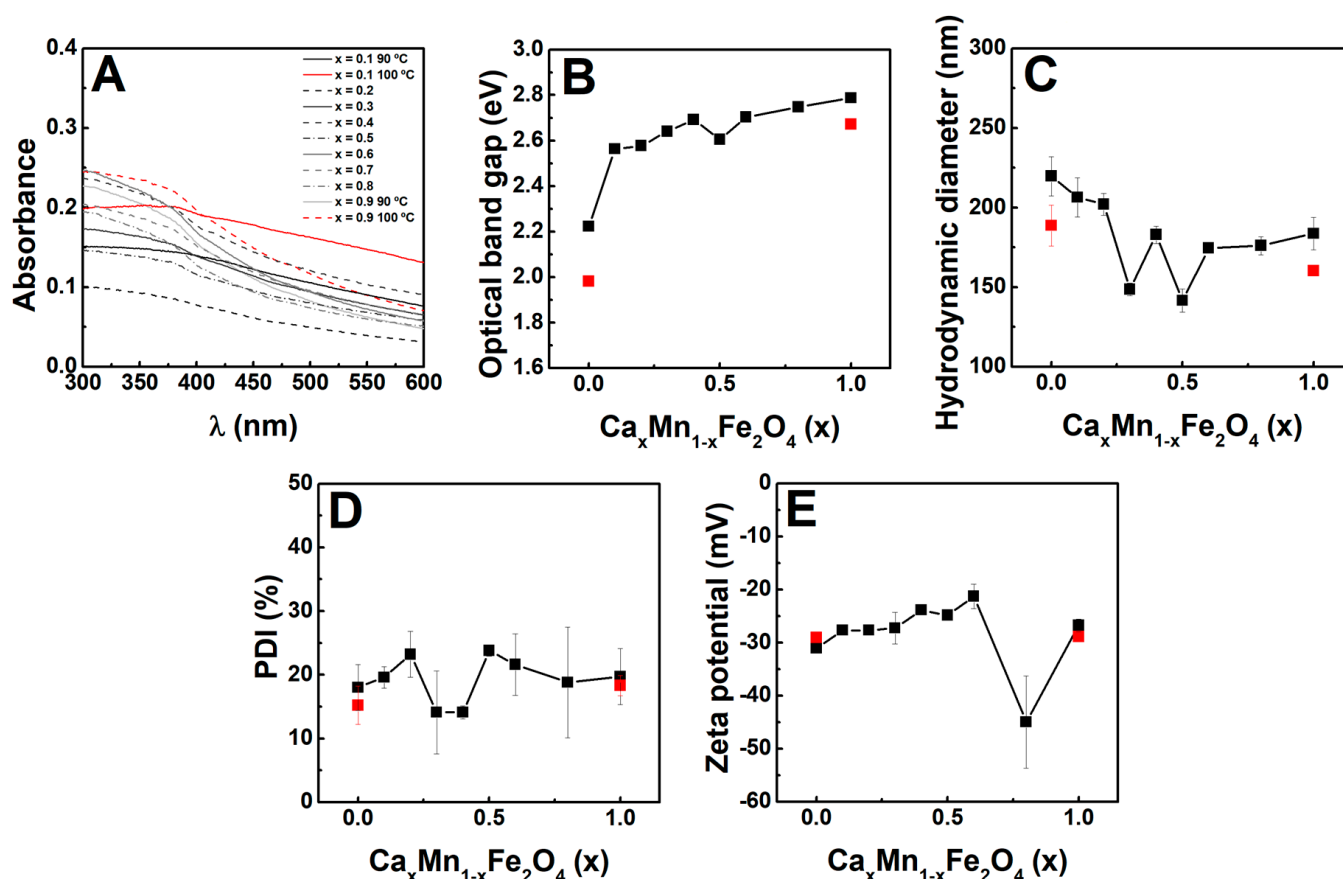 A
Absorbance
0.4
0.3
0.2
0.1
0.0
300 350 400 450 500 550 600
λ (nm)
x = 0.1 90 ºC
x = 0.1 100 ºC
x = 0.2
x = 0.3
x = 0.4
x = 0.5
x = 0.6
x = 0.7
x = 0.8
x = 0.9 90 ºC
x = 0.9 100 ºC
B
Optical band gap (eV)
3.0
2.8
2.6
2.4
2.2
2.0
1.8
1.6
0.0 0.5 1.0
CaₓMn₁₋ₓFe₂O₄ (x)
C
Hydrodynamic diameter (nm)
300
250
200
150
100
0.0 0.5 1.0
CaₓMn₁₋ₓFe₂O₄ (x)
D
PDI (%)
50
40
30
20
10
0
0.0 0.5 1.0
CaₓMn₁₋ₓFe₂O₄ (x)
E
Zeta potential (mV)
0
-10
-20
-30
-40
-50
-60
0.0 0.5 1.0
CaₓMn₁₋ₓFe₂O₄ (x)